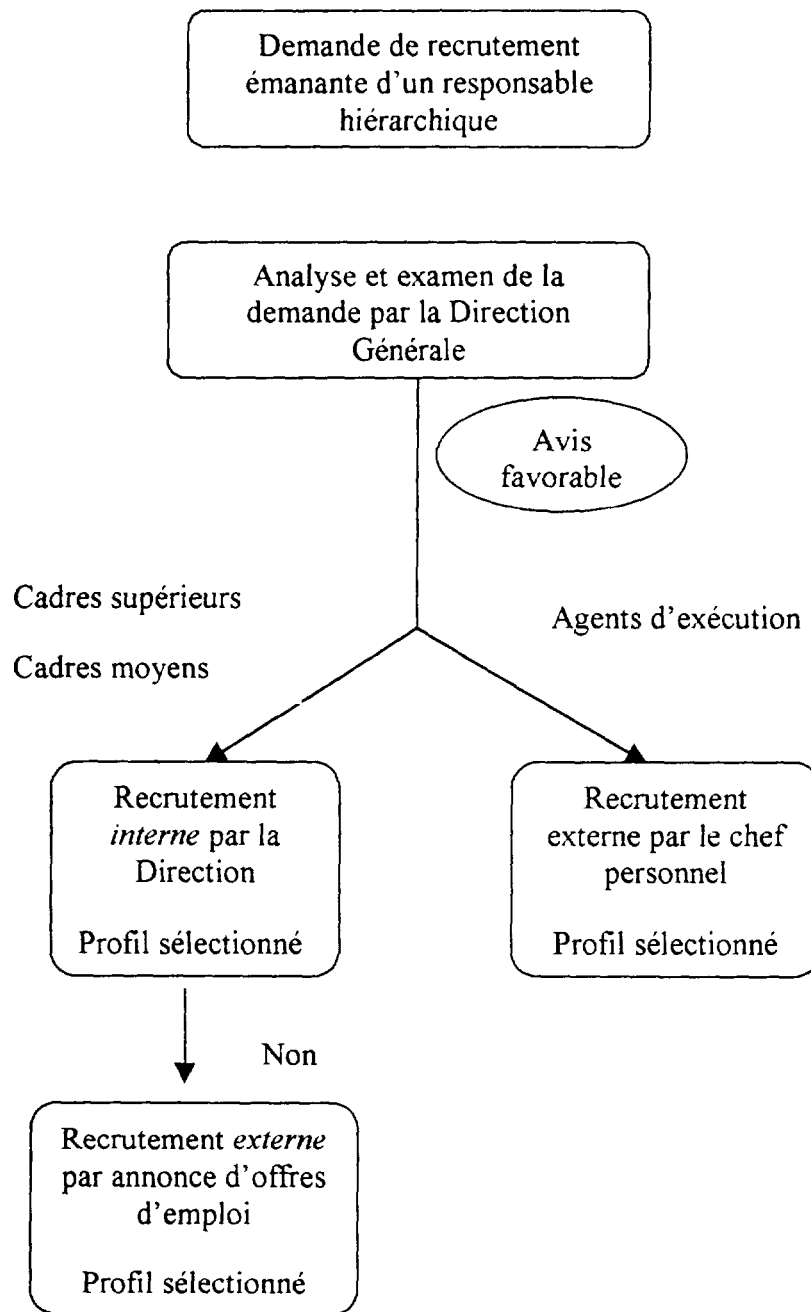 Demande de recrutement
émanante d'un responsable
hiérarchique
Analyse et examen de la
demande par la Direction
Générale
Avis
favorable
Cadres supérieurs
Cadres moyens
Agents d'exécution
Recrutement
interne par la
Direction
Profil sélectionné
Recrutement
externe par le chef
personnel
Profil sélectionné
Non
Recrutement externe
par annonce d'offres
d'emploi
Profil sélectionné